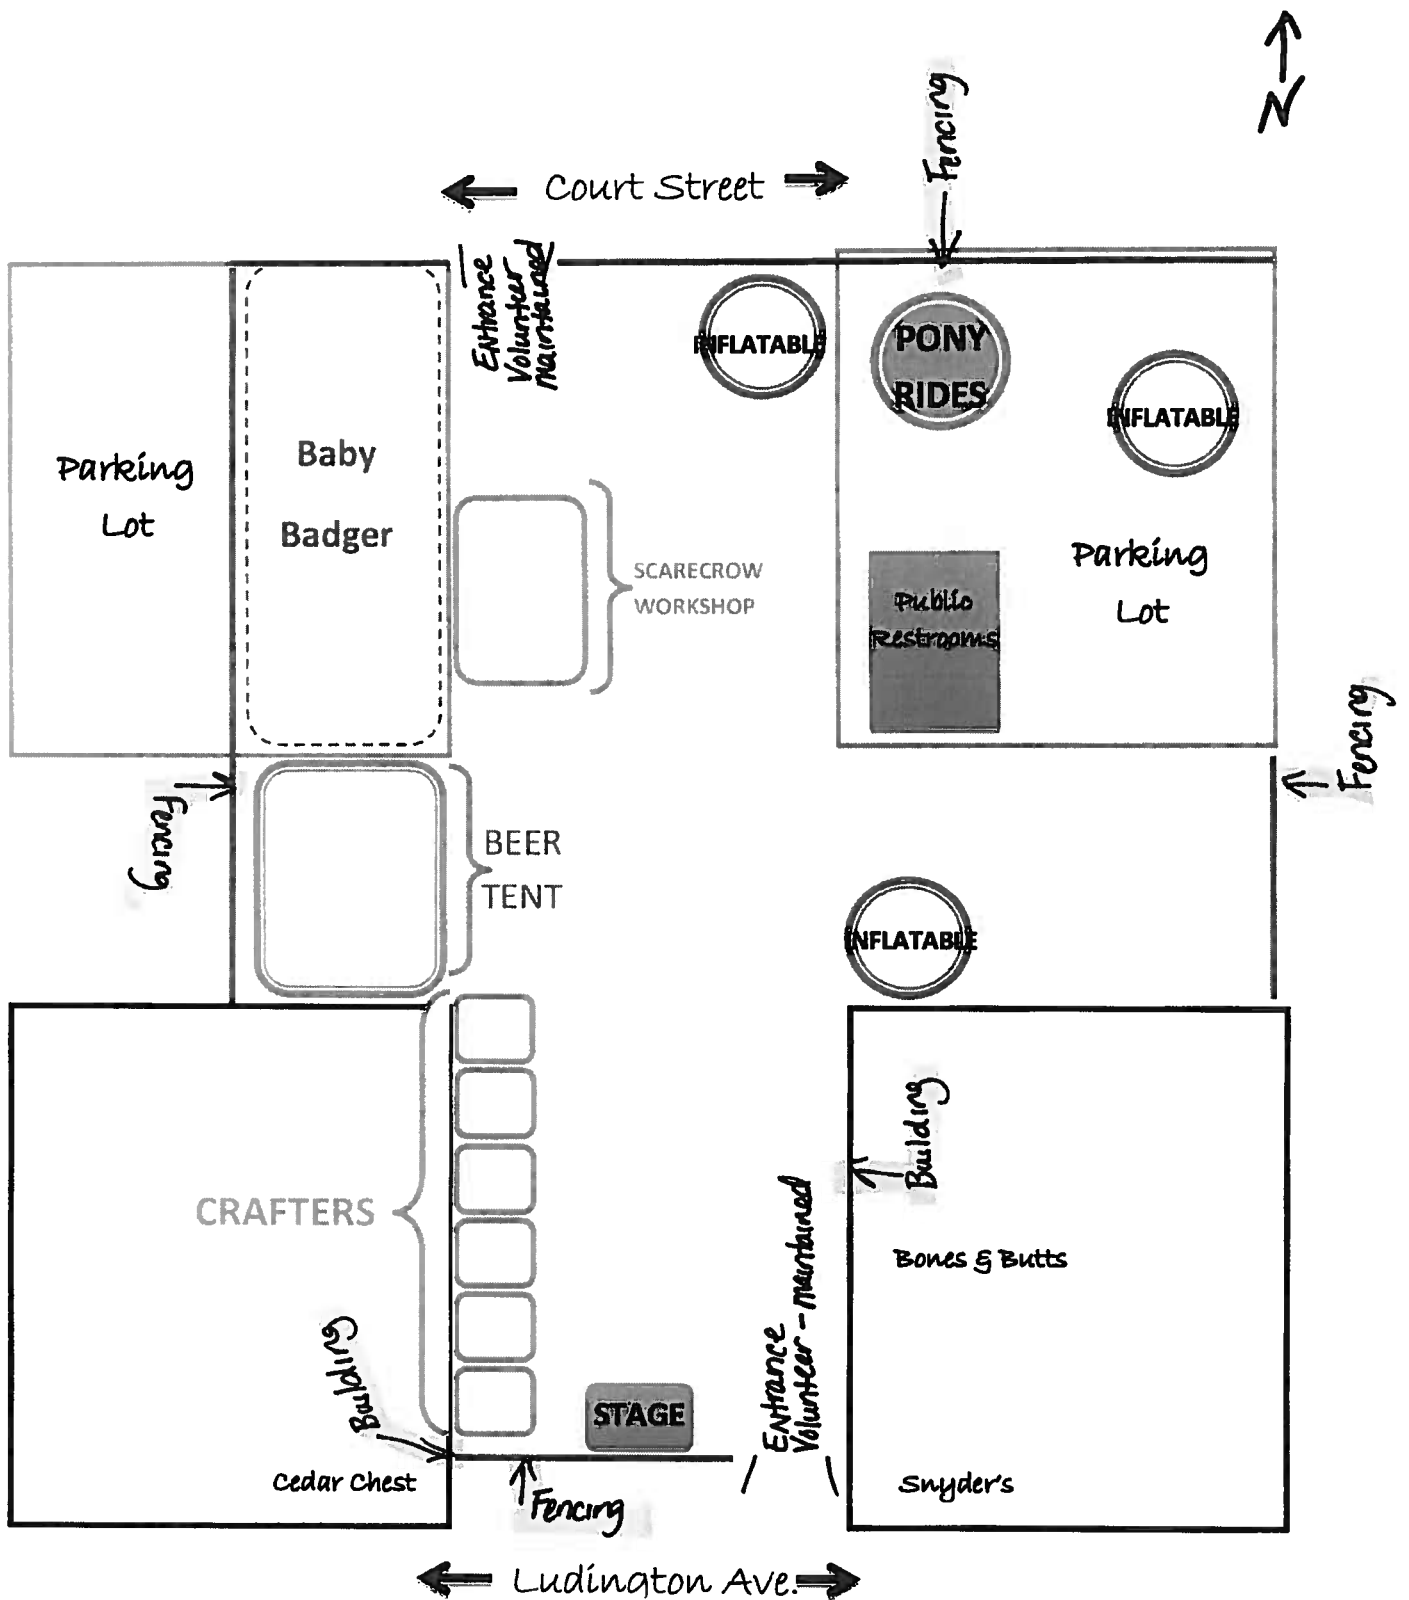 N
Fencing
Court Street
Entrance
Volunteer
maintained
INFLATABLE
PONY
RIDES
INFLATABLE
Parking
Lot
Baby
Badger
SCARECROW
WORKSHOP
Public
Restrooms
Parking
Lot
Fencing
Fencing
BEER
TENT
INFLATABLE
CRAFTERS
Building
Bones & Butts
Entrance
Volunteer - maintained
Building
STAGE
Cedar Chest
Snyder's
Fencing
Ludington Ave.